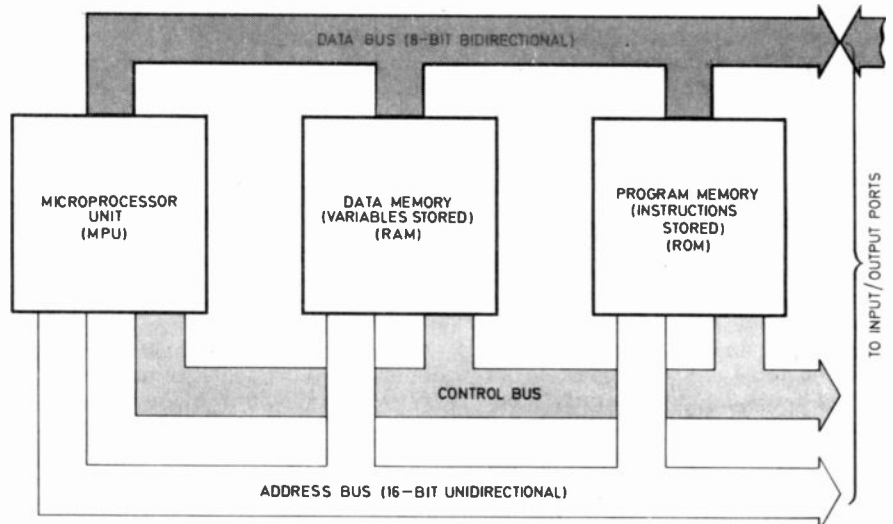 DATA BUS (8-BIT BIDIRECTIONAL)
MICROPROCESSOR
UNIT
(MPU)
DATA MEMORY
(VARIABLES STORED)
(RAM)
PROGRAM MEMORY
(INSTRUCTIONS
STORED)
(ROM)
TO INPUT/OUTPUT PORTS
CONTROL BUS
ADDRESS BUS (16-BIT UNIDIRECTIONAL)